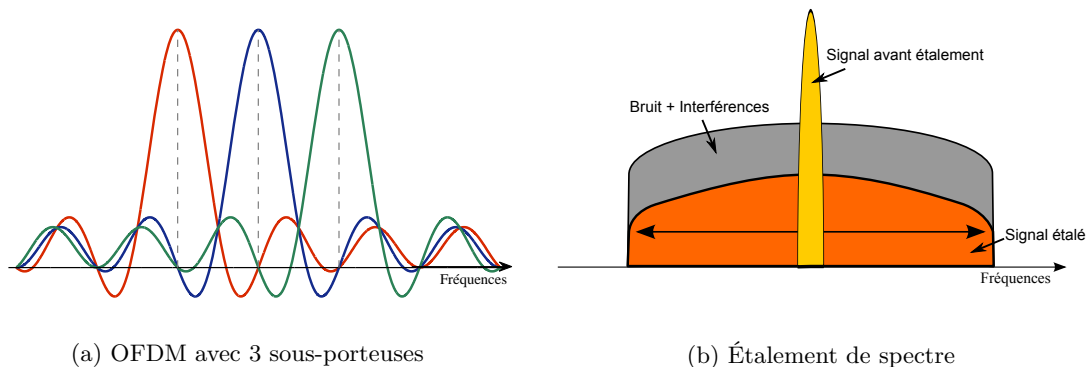 Fréquences
(a) OFDM avec 3 sous-porteuses
Signal avant étalement
Bruit + Interférences
Signal étalé
Fréquences
(b) Étalement de spectre